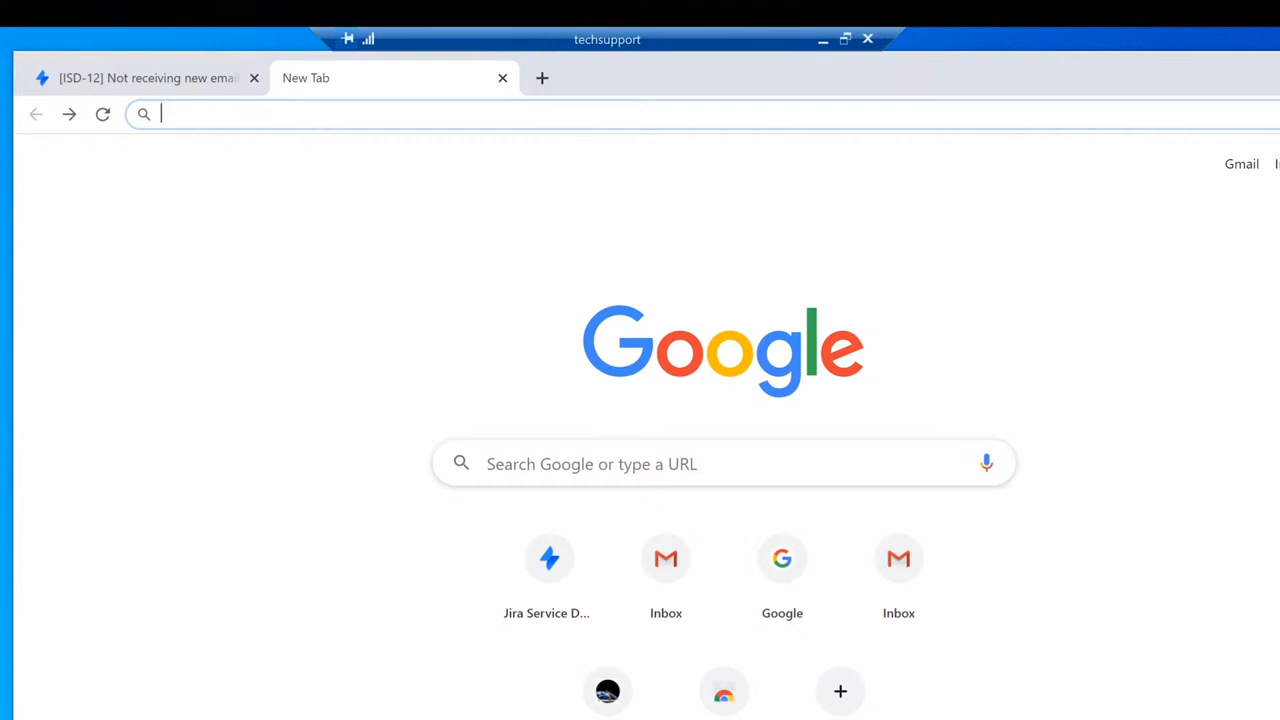 techsupport
[ISD-12] Not receiving new email
New Tab
Gmail
Google
Search Google or type a URL
Jira Service D...
Inbox
Google
Inbox